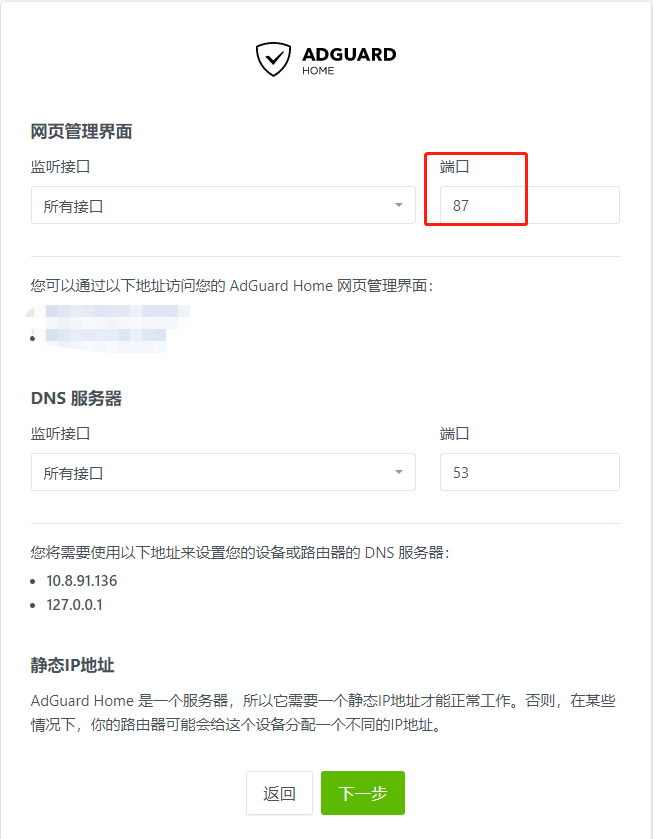 ADGUARD
HOME
网页管理界面
监听接口
端口
所有接口
87
您可以通过以下地址访问您的 AdGuard Home 网页管理界面：
DNS 服务器
监听接口
端口
所有接口
53
您将需要使用以下地址来设置您的设备或路由器的 DNS 服务器：
10.8.91.136
127.0.0.1
静态IP地址
AdGuard Home 是一个服务器，所以它需要一个静态IP地址才能正常工作。否则，在某些
情况下，你的路由器可能会给这个设备分配一个不同的IP地址。
返回
下一步